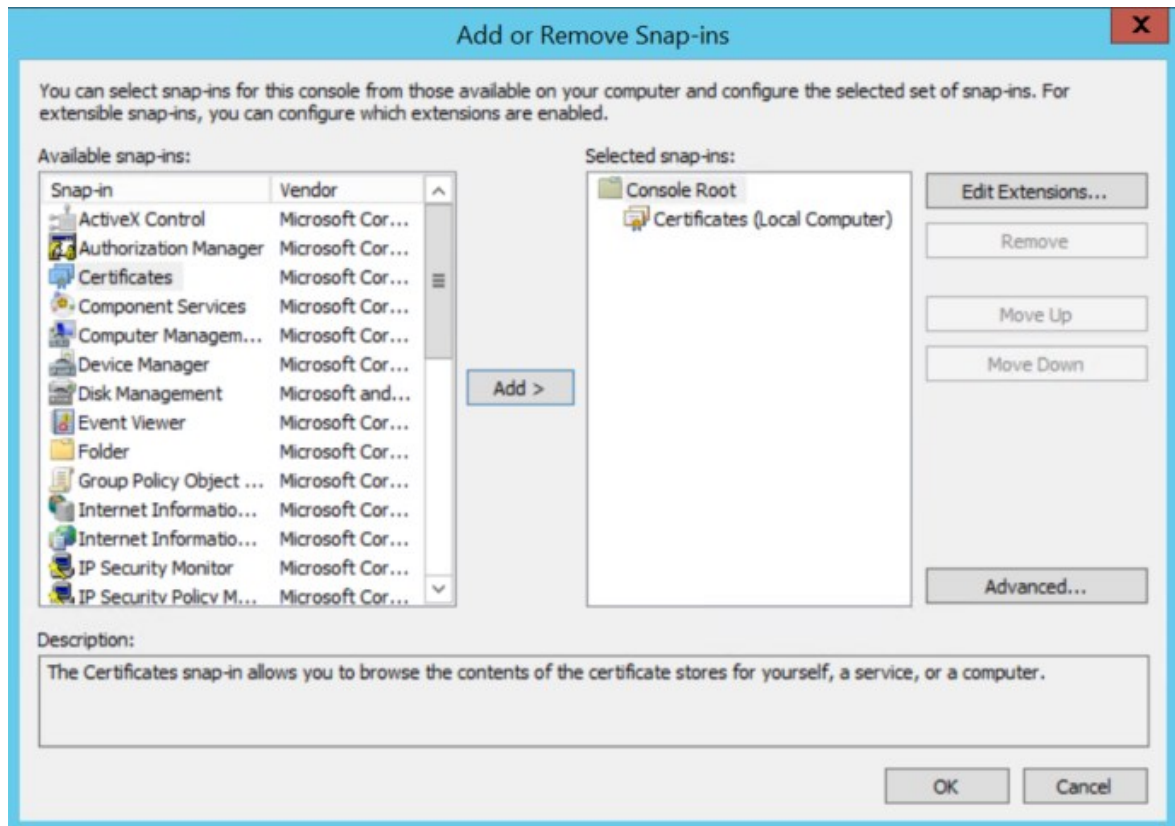 Add or Remove Snap-ins
X
You can select snap-ins for this console from those available on your computer and configure the selected set of snap-ins. For
extensible snap-ins, you can configure which extensions are enabled.
Available snap-ins:
Snap-in Vendor
ActiveX Control Microsoft Cor...
Authorization Manager Microsoft Cor...
Certificates Microsoft Cor...
Component Services Microsoft Cor...
Computer Managem... Microsoft Cor...
Device Manager Microsoft Cor...
Disk Management Microsoft and...
Event Viewer Microsoft Cor...
Folder Microsoft Cor...
Group Policy Object ... Microsoft Cor...
Internet Informatio... Microsoft Cor...
Internet Informatio... Microsoft Cor...
IP Security Monitor Microsoft Cor...
IP Security Policy M... Microsoft Cor...
Add >
Selected snap-ins:
Console Root
Certificates (Local Computer)
Edit Extensions...
Remove
Move Up
Move Down
Advanced...
Description:
The Certificates snap-in allows you to browse the contents of the certificate stores for yourself, a service, or a computer.
OK
Cancel